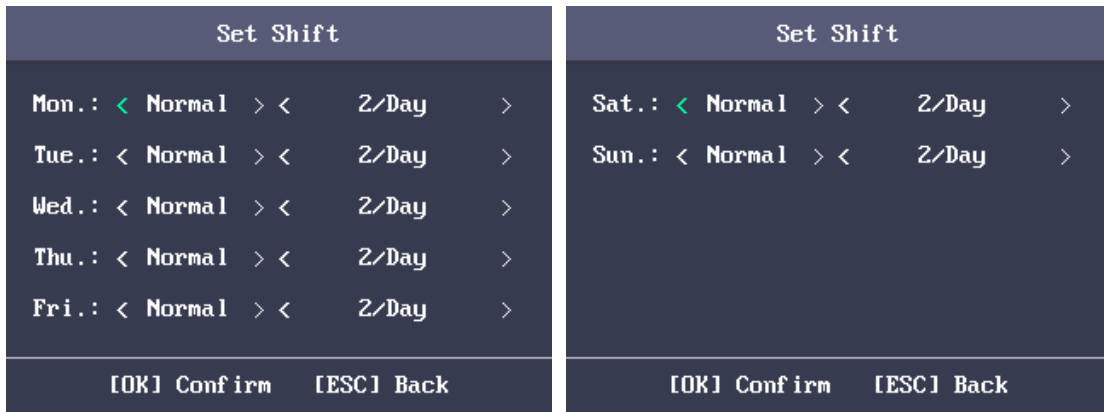 Set Shift
Mon.: < Normal > < 2/Day >
Tue.: < Normal > < 2/Day >
Wed.: < Normal > < 2/Day >
Thu.: < Normal > < 2/Day >
Fri.: < Normal > < 2/Day >
[OK] Confirm [ESC] Back
Set Shift
Sat.: < Normal > < 2/Day >
Sun.: < Normal > < 2/Day >
[OK] Confirm [ESC] Back